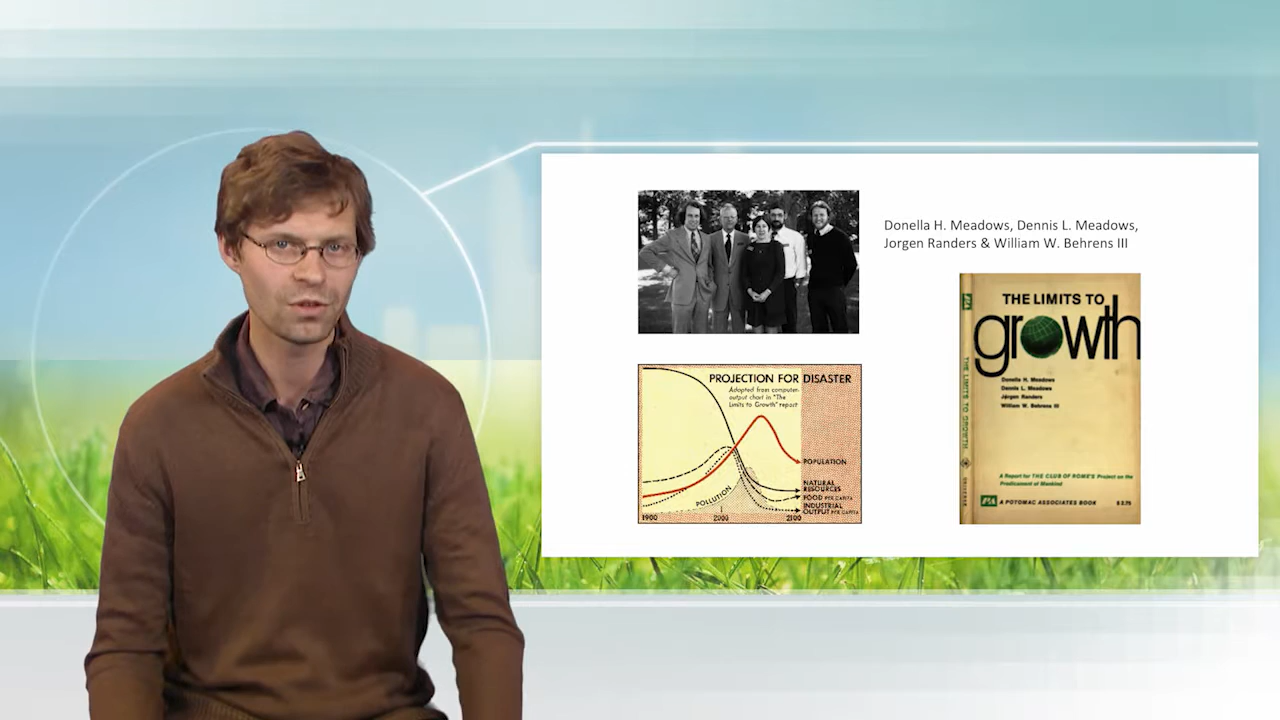 Donella H. Meadows, Dennis L. Meadows,
Jorgen Randers & William W. Behrens III
PROJECTION FOR DISASTER
Adapted from computer-
output chart in "The
Limits to Growth" report
POPULATION
NATURAL
RESOURCES
FOOD PER CAPITA
INDUSTRIAL
OUTPUT PER CAPITA
POLLUTION
1900
2000
2100
THE LIMITS TO GROWTH
THE LIMITS TO
growth
Donella H. Meadows
Dennis L. Meadows
Jørgen Randers
William W. Behrens III
A Report for THE CLUB OF ROME'S Project on the
Predicament of Mankind
A POTOMAC ASSOCIATES BOOK
$2.75